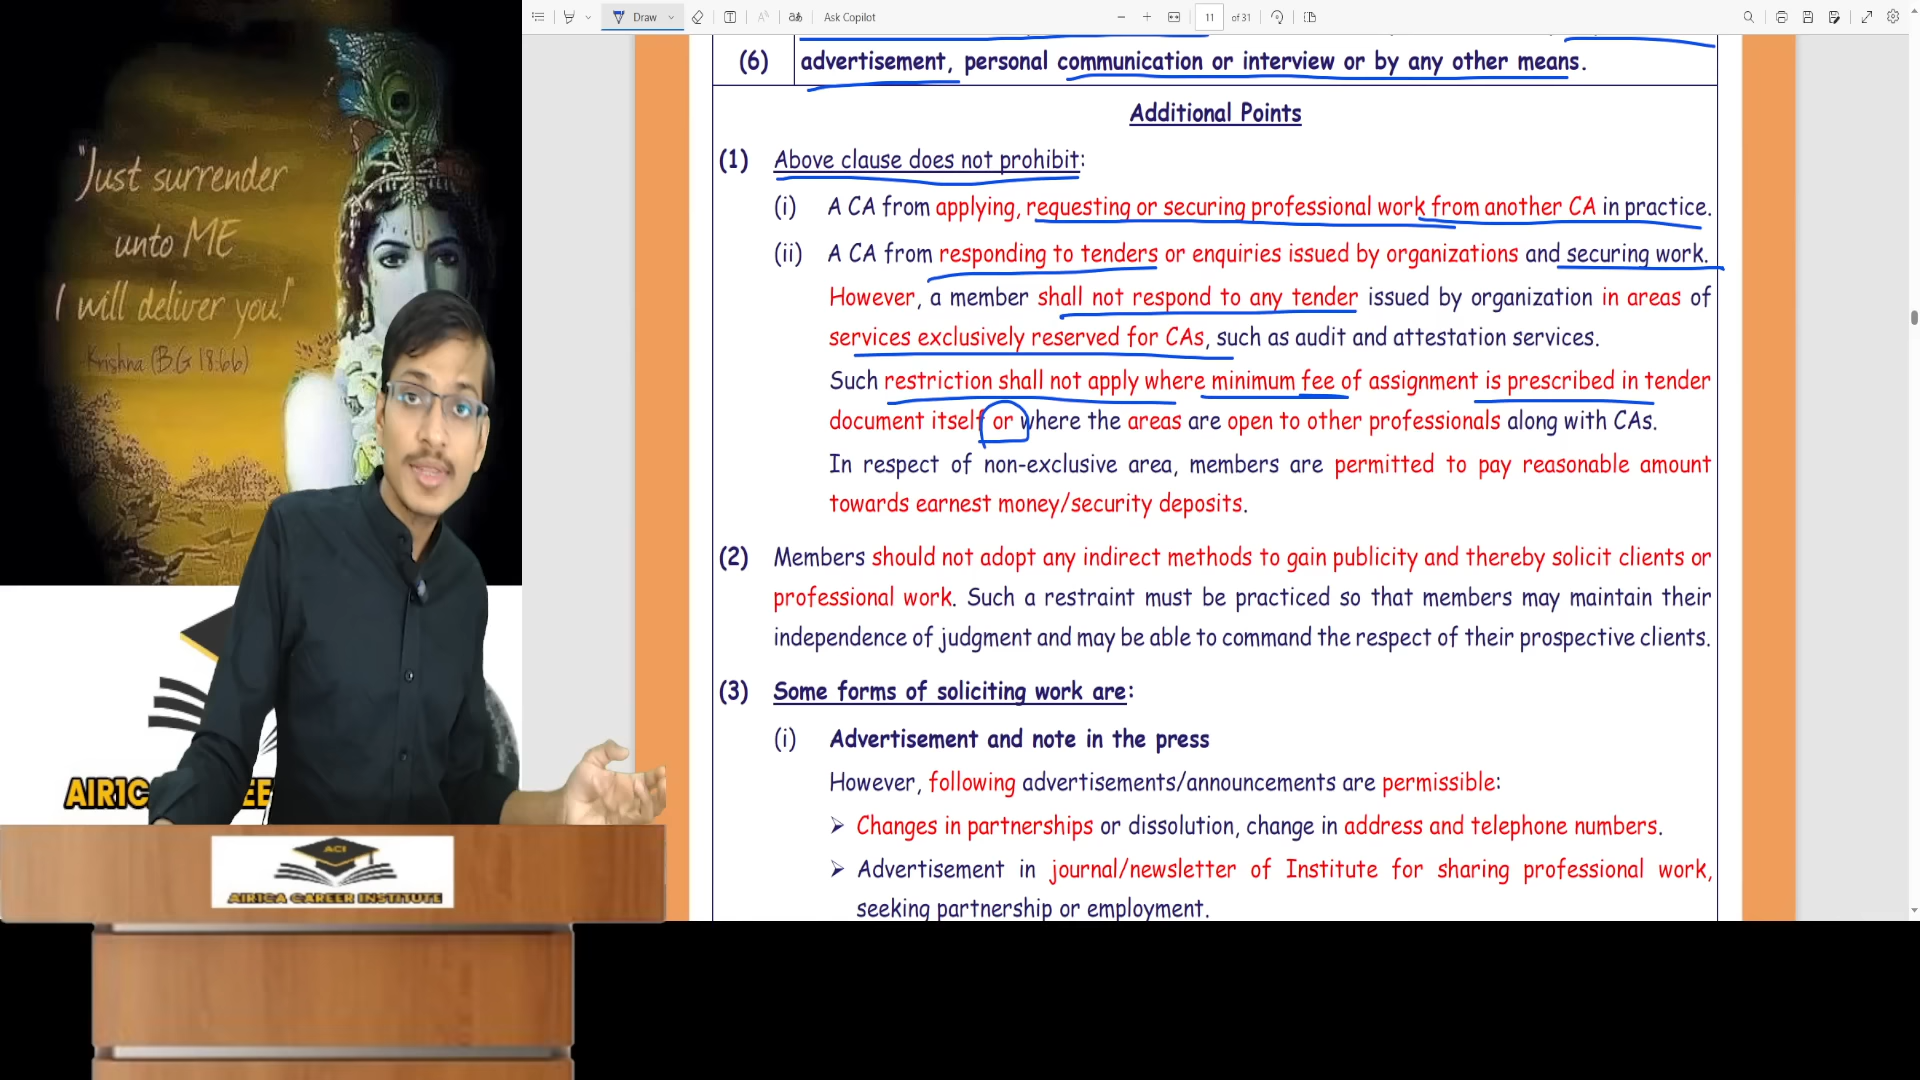 Draw
Ask Copilot
11 of 31
"Just surrender
unto ME
I will deliver you!"
- Krishna (B.G 18:66)
(6) advertisement, personal communication or interview or by any other means.
Additional Points
(1) Above clause does not prohibit:
(i) A CA from applying, requesting or securing professional work from another CA in practice.
(ii) A CA from responding to tenders or enquiries issued by organizations and securing work.
However, a member shall not respond to any tender issued by organization in areas of
services exclusively reserved for CAs, such as audit and attestation services.
Such restriction shall not apply where minimum fee of assignment is prescribed in tender
document itself or where the areas are open to other professionals along with CAs.
In respect of non-exclusive area, members are permitted to pay reasonable amount
towards earnest money/security deposits.
(2) Members should not adopt any indirect methods to gain publicity and thereby solicit clients or
professional work. Such a restraint must be practiced so that members may maintain their
independence of judgment and may be able to command the respect of their prospective clients.
(3) Some forms of soliciting work are:
(i) Advertisement and note in the press
However, following advertisements/announcements are permissible:
➢ Changes in partnerships or dissolution, change in address and telephone numbers.
➢ Advertisement in journal/newsletter of Institute for sharing professional work,
seeking partnership or employment.
ACI
AIR1CA CAREER INSTITUTE